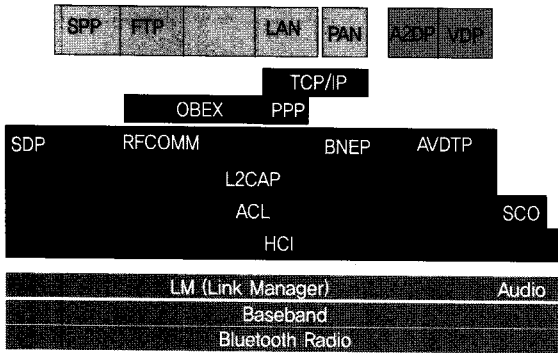 SPP FTP LAN PAN A2DP VDP
TCP/IP
OBEX PPP
SDP RFCOMM BNEP AVDTP
L2CAP
ACL SCO
HCI
LM (Link Manager) Audio
Baseband
Bluetooth Radio